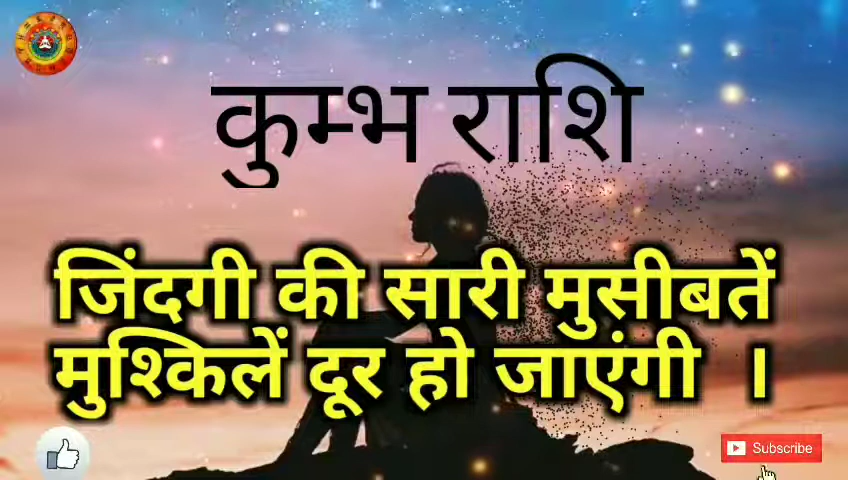 कुम्भ राशि
जिंदगी की सारी मुसीबतें
मुश्किलें दूर हो जाएंगी ।
Subscribe